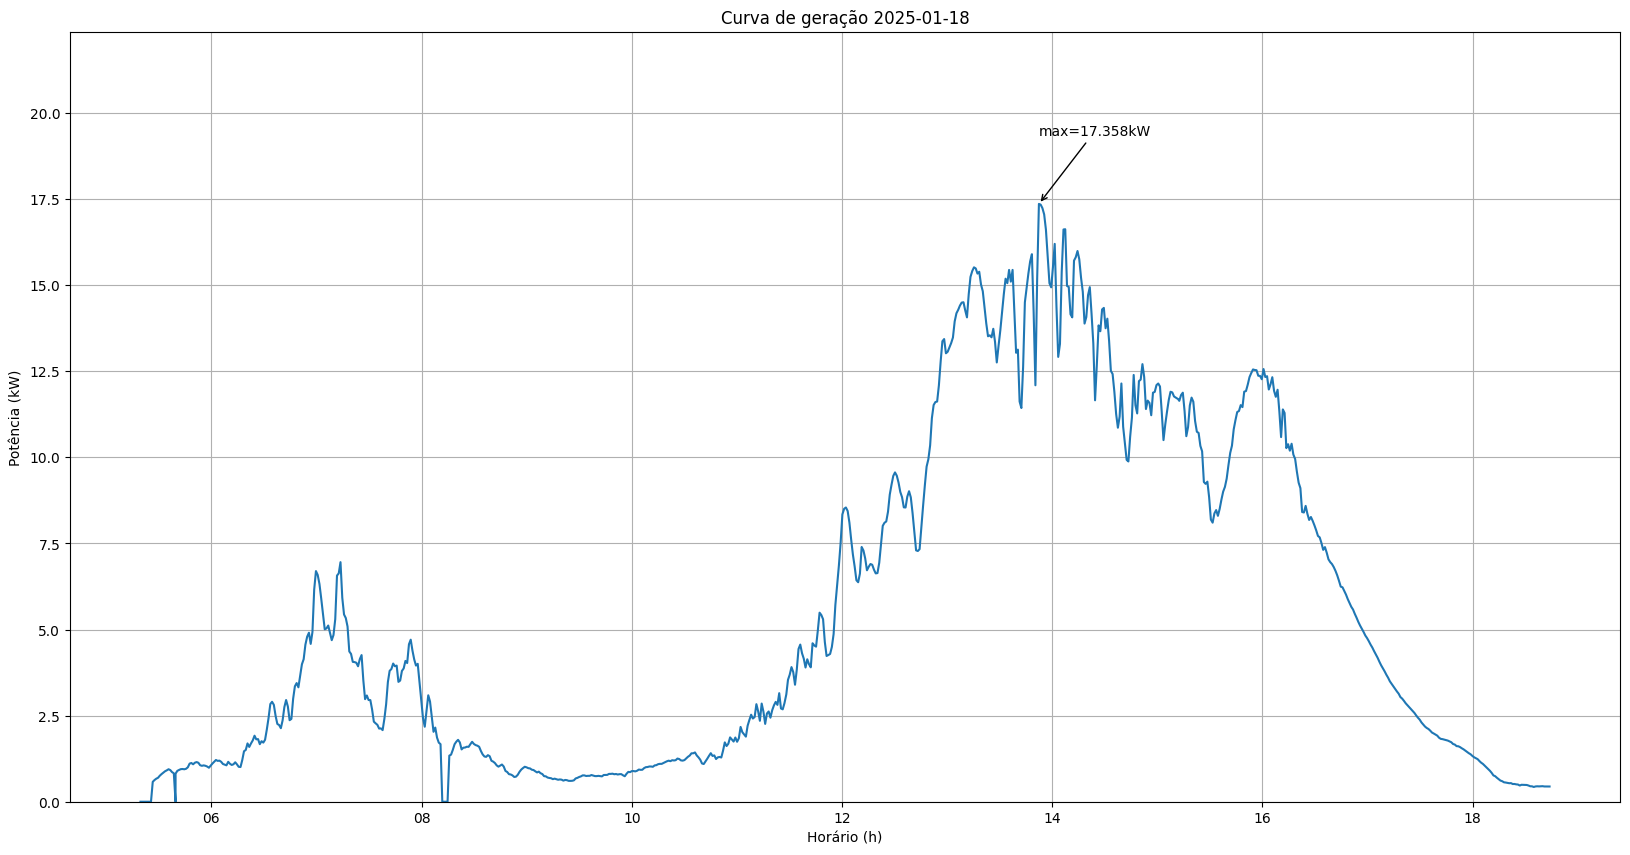 Curva de geração 2025-01-18
20.0
17.5
15.0
12.5
10.0
7.5
5.0
2.5
0.0
Potência (kW)
max=17.358kW
06 08 10 12 14 16 18
Horário (h)